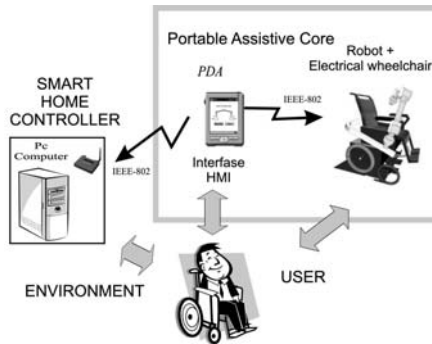 Portable Assistive Core
Robot +
Electrical wheelchair
PDA
SMART
HOME
CONTROLLER
IEEE-802
Pc
Computer
IEEE-802
Interfase
HMI
ENVIRONMENT
USER